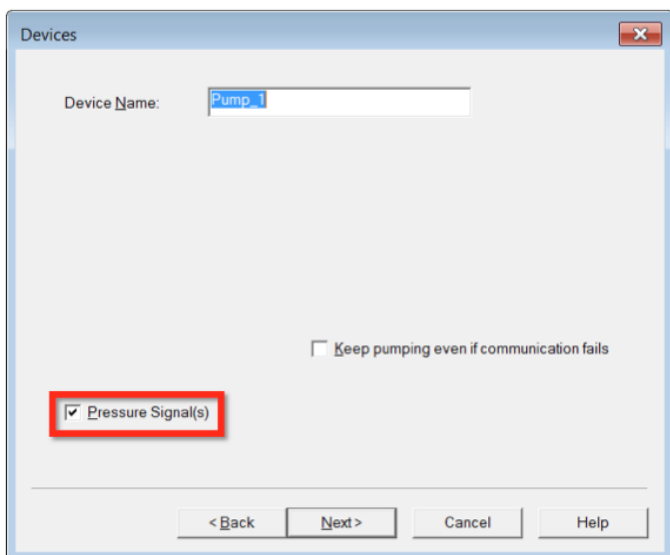 Devices
Device Name: Pump_1
Keep pumping even if communication fails
Pressure Signal(s)
< Back Next > Cancel Help